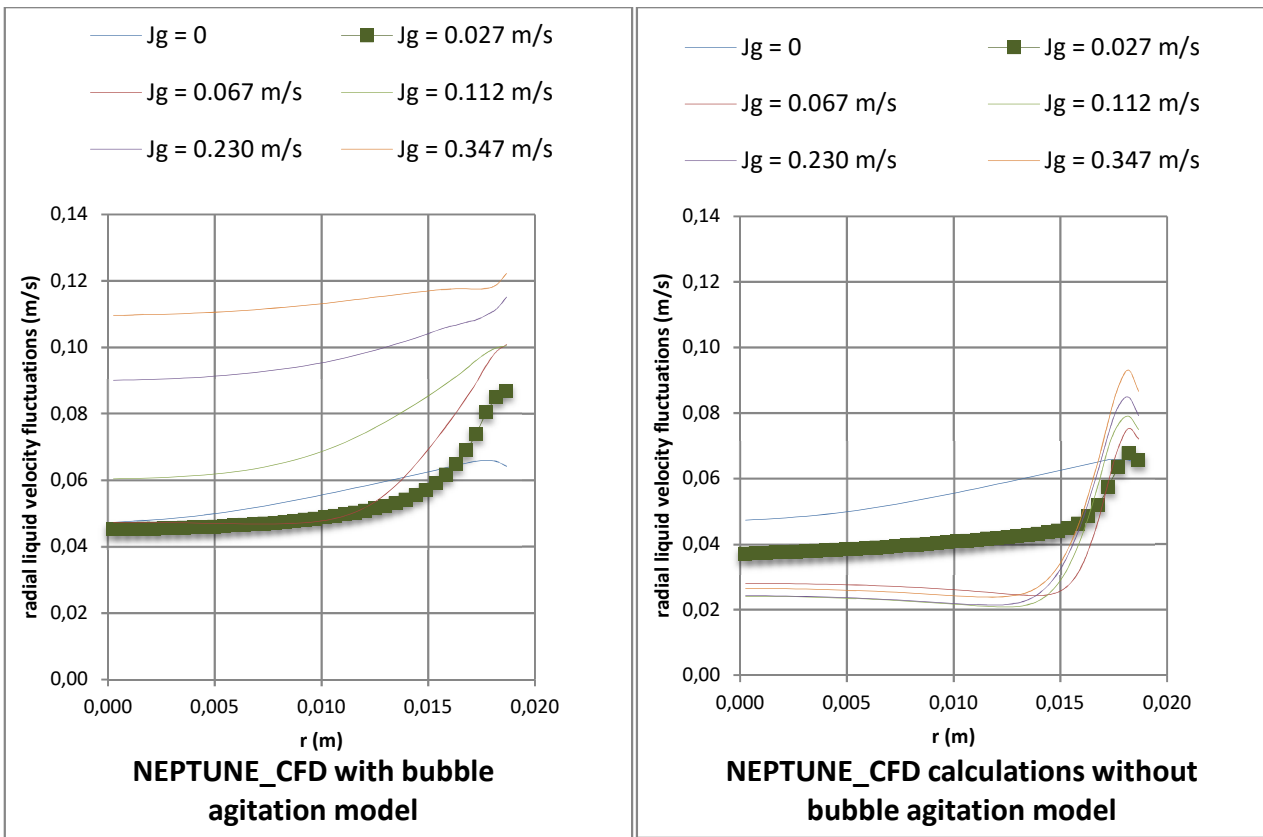 Jg = 0
Jg = 0.027 m/s
Jg = 0.067 m/s
Jg = 0.112 m/s
Jg = 0.230 m/s
Jg = 0.347 m/s
radial liquid velocity fluctuations (m/s)
0,14
0,12
0,10
0,08
0,06
0,04
0,02
0,00
0,000
0,005
0,010
0,015
0,020
r (m)
NEPTUNE_CFD with bubble
agitation model
Jg = 0
Jg = 0.027 m/s
Jg = 0.067 m/s
Jg = 0.112 m/s
Jg = 0.230 m/s
Jg = 0.347 m/s
radial liquid velocity fluctuations (m/s)
0,14
0,12
0,10
0,08
0,06
0,04
0,02
0,00
0,000
0,005
0,010
0,015
0,020
r (m)
NEPTUNE_CFD calculations without
bubble agitation model